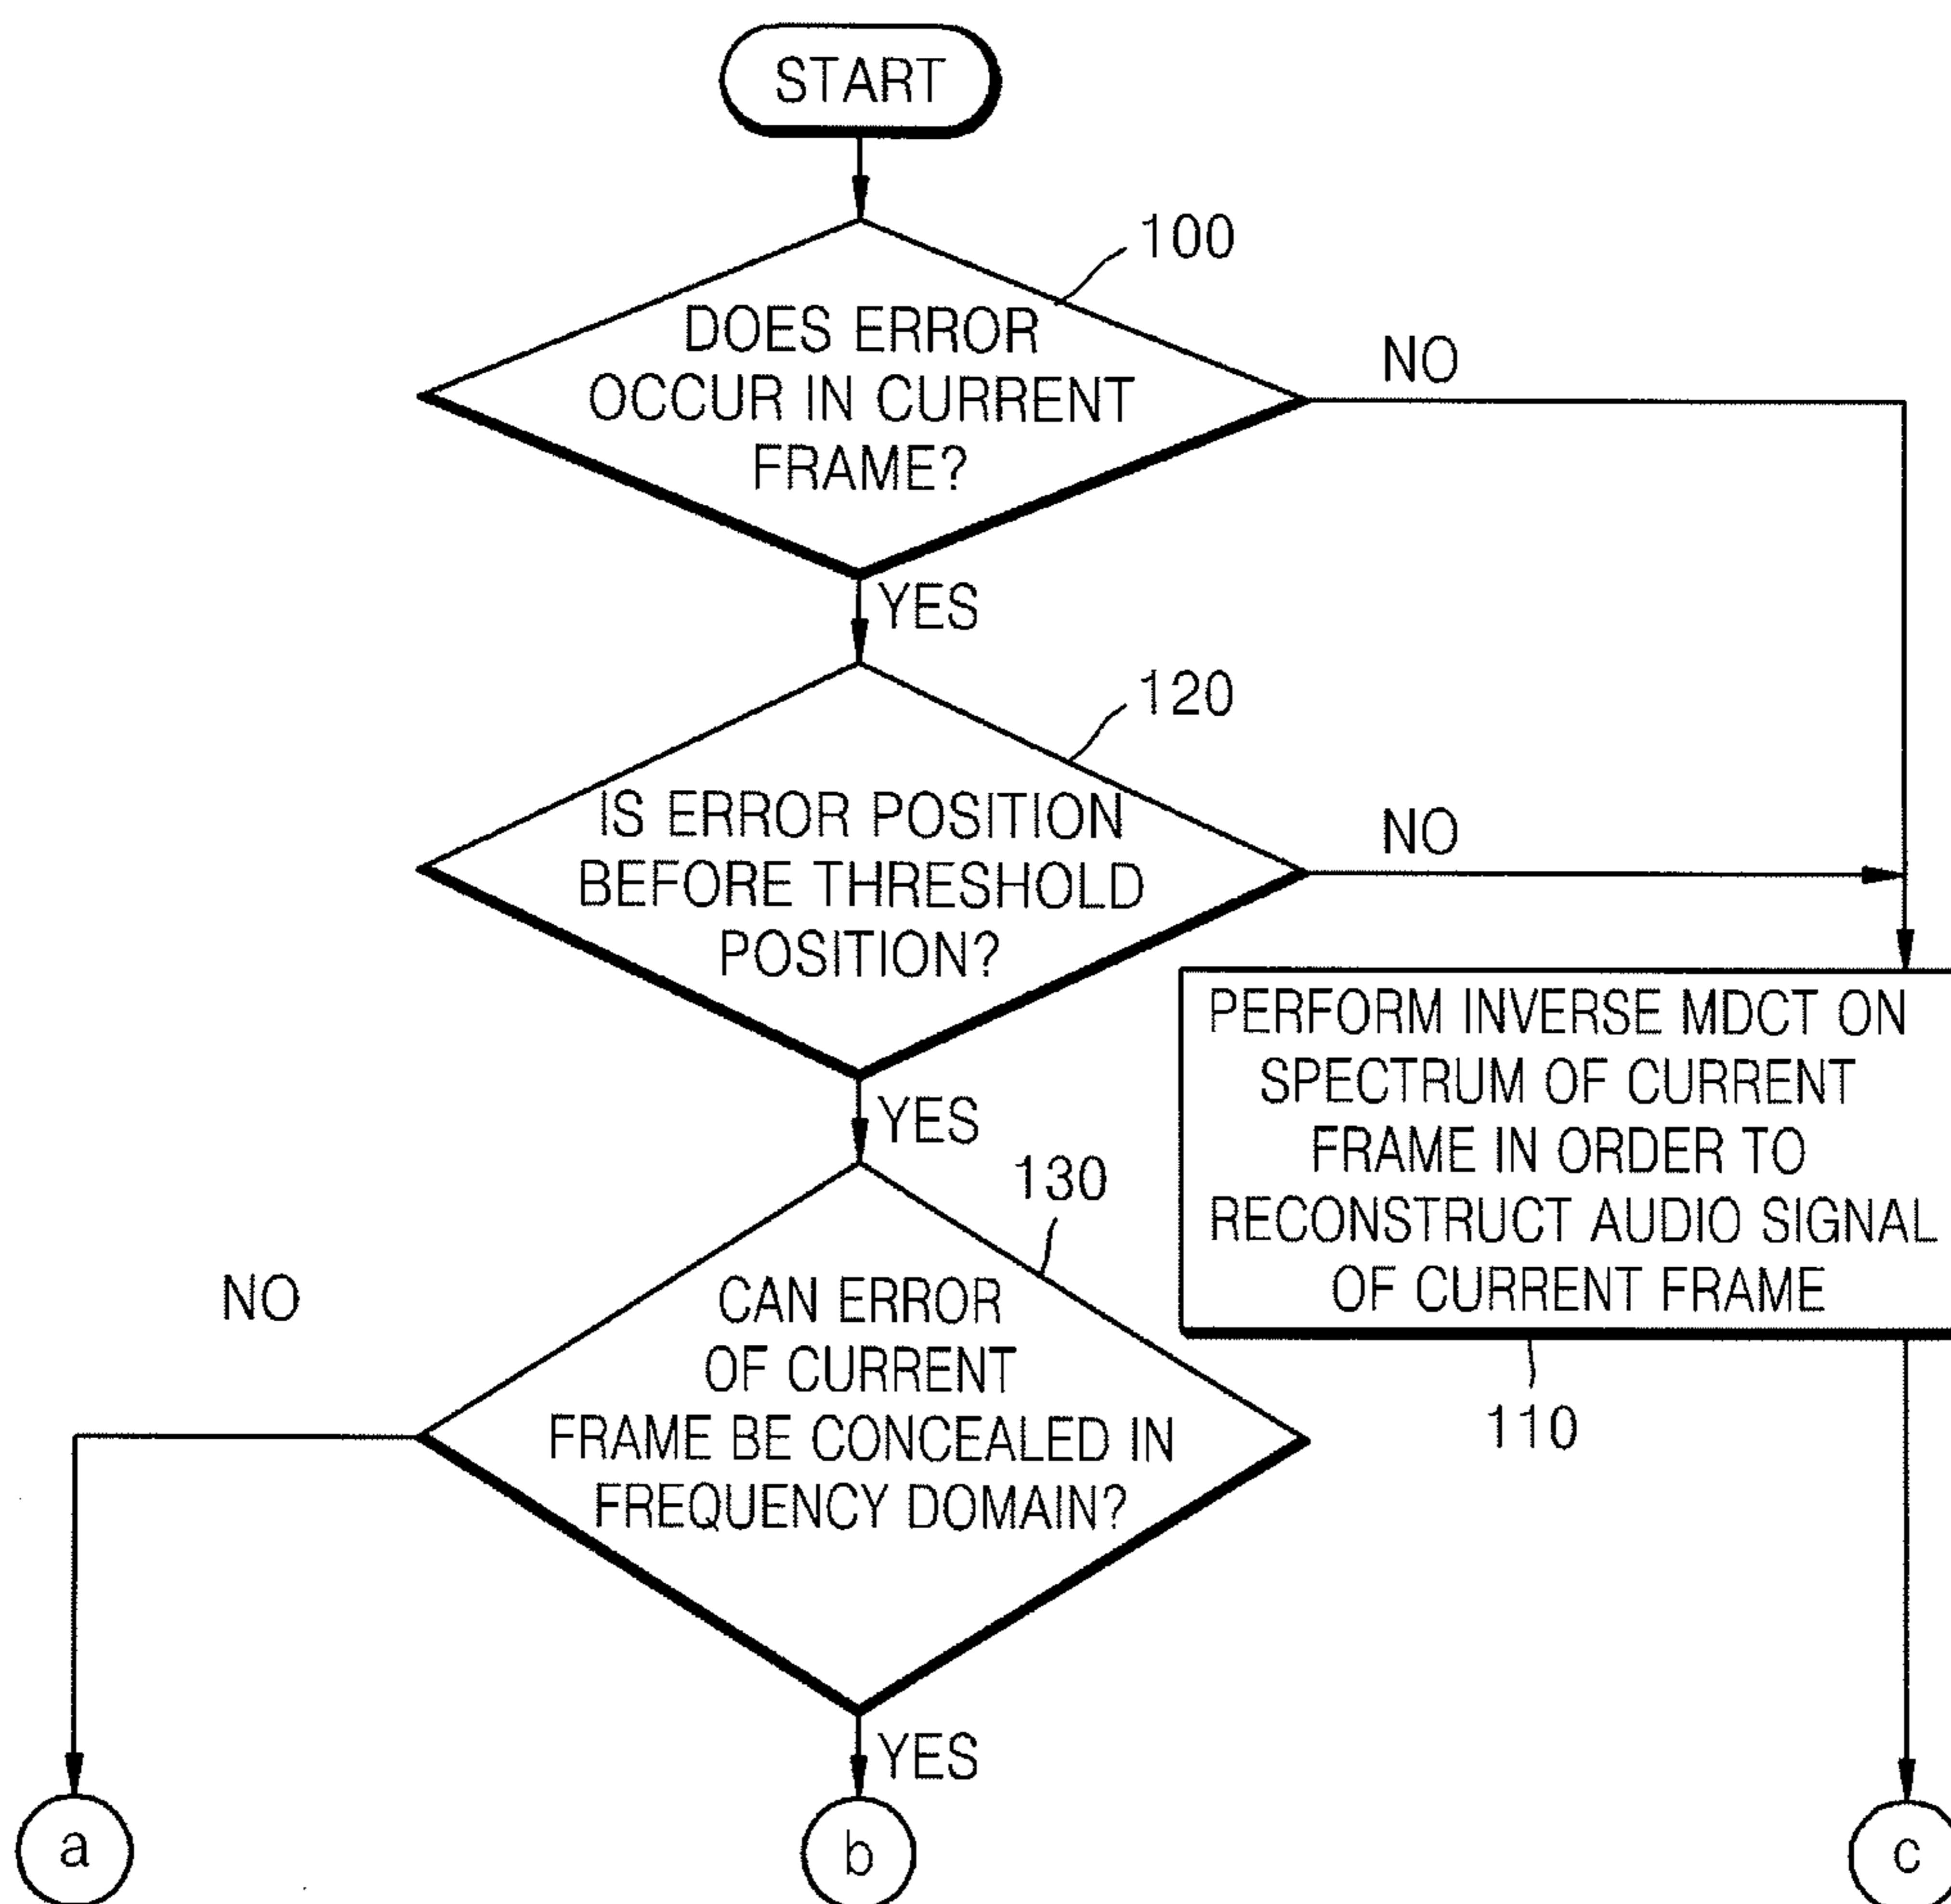 START
100
DOES ERROR
OCCUR IN CURRENT
FRAME?
NO
YES
120
IS ERROR POSITION
BEFORE THRESHOLD
POSITION?
NO
YES
PERFORM INVERSE MDCT ON
SPECTRUM OF CURRENT
FRAME IN ORDER TO
RECONSTRUCT AUDIO SIGNAL
OF CURRENT FRAME
110
130
CAN ERROR
OF CURRENT
FRAME BE CONCEALED IN
FREQUENCY DOMAIN?
NO
YES
a
b
c